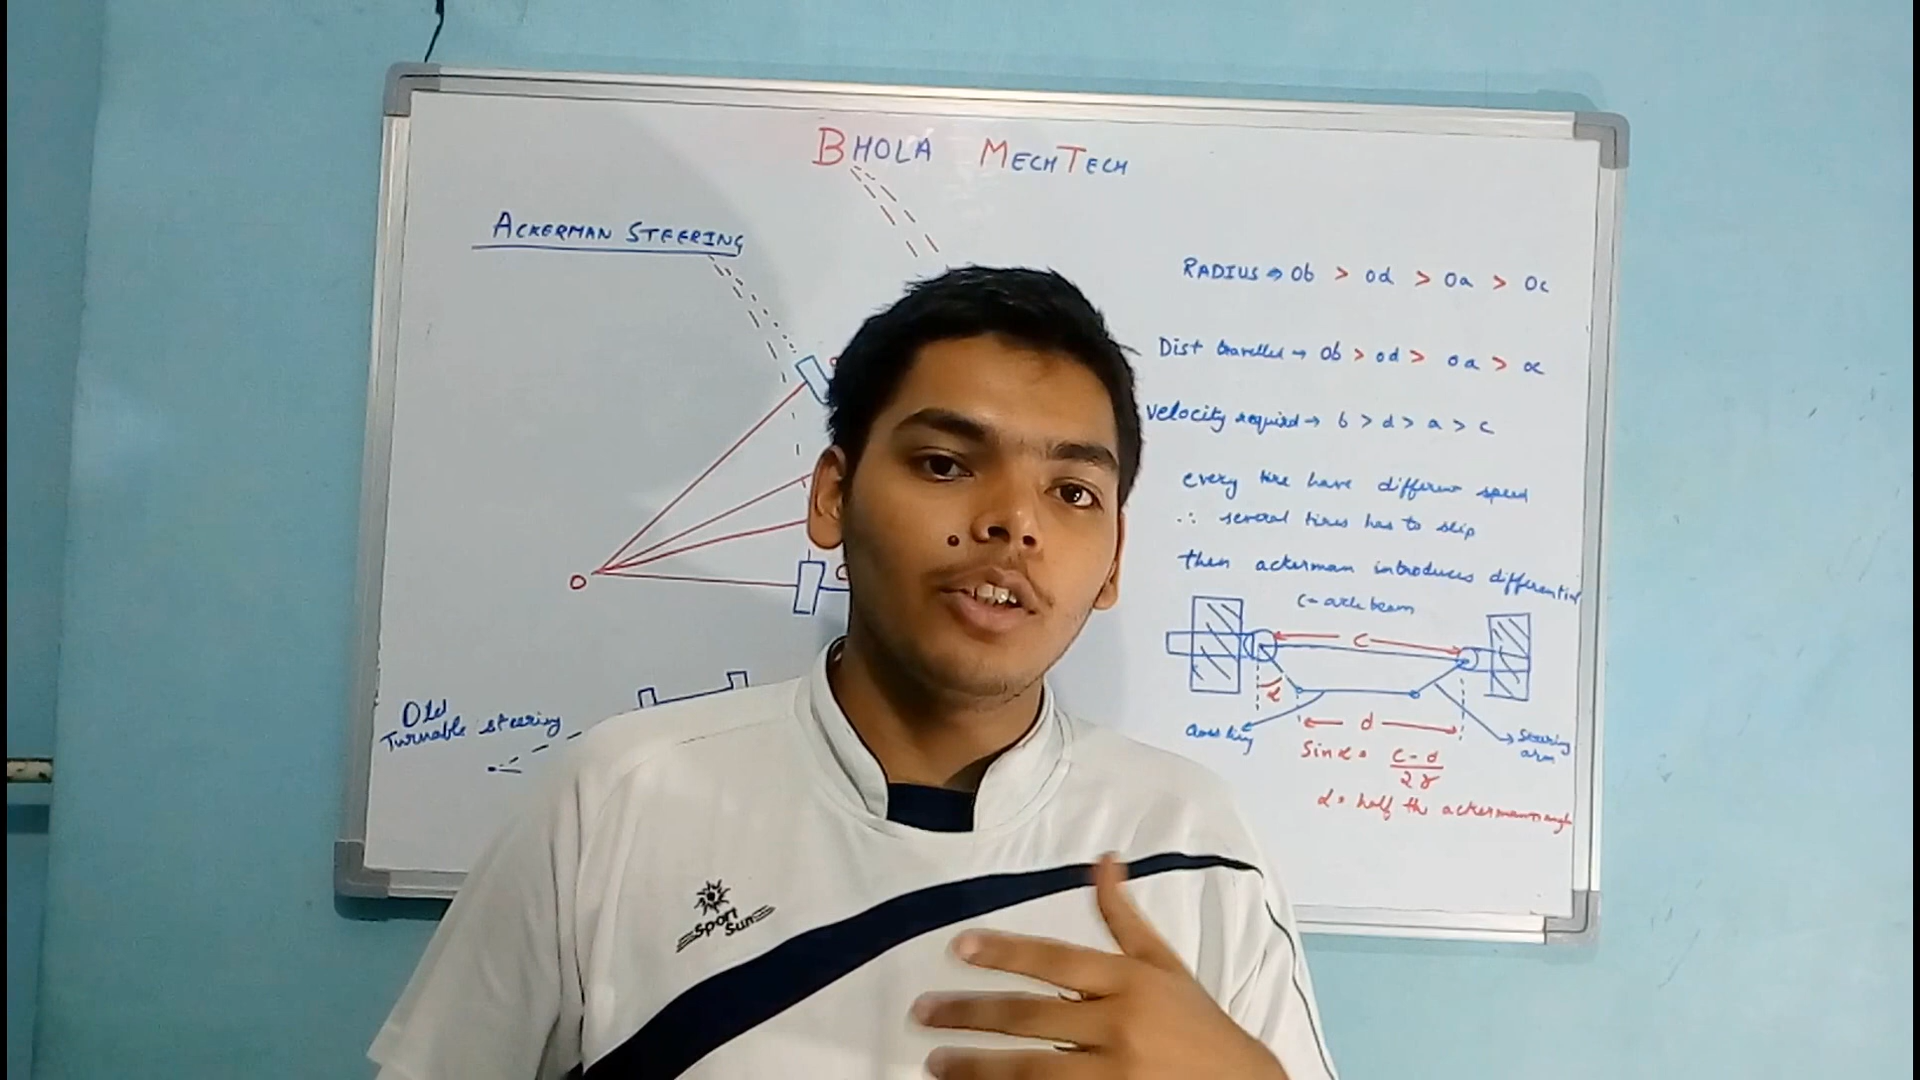 BHOLA MECHTECH
ACKERMAN STEERING
RADIUS → Ob > Od > Oa > Oc
Dist travelled → Ob > od > oa > oc
Velocity required → b > d > a > c
every tire have different speed
∴ several tires has to slip
then ackerman introduces differential
C - axle beam
C
α
d
Steering
arm
Sin α = C - d / 2r
α = half the ackerman angle
O
Old
Turnable steering
Sport
Sun